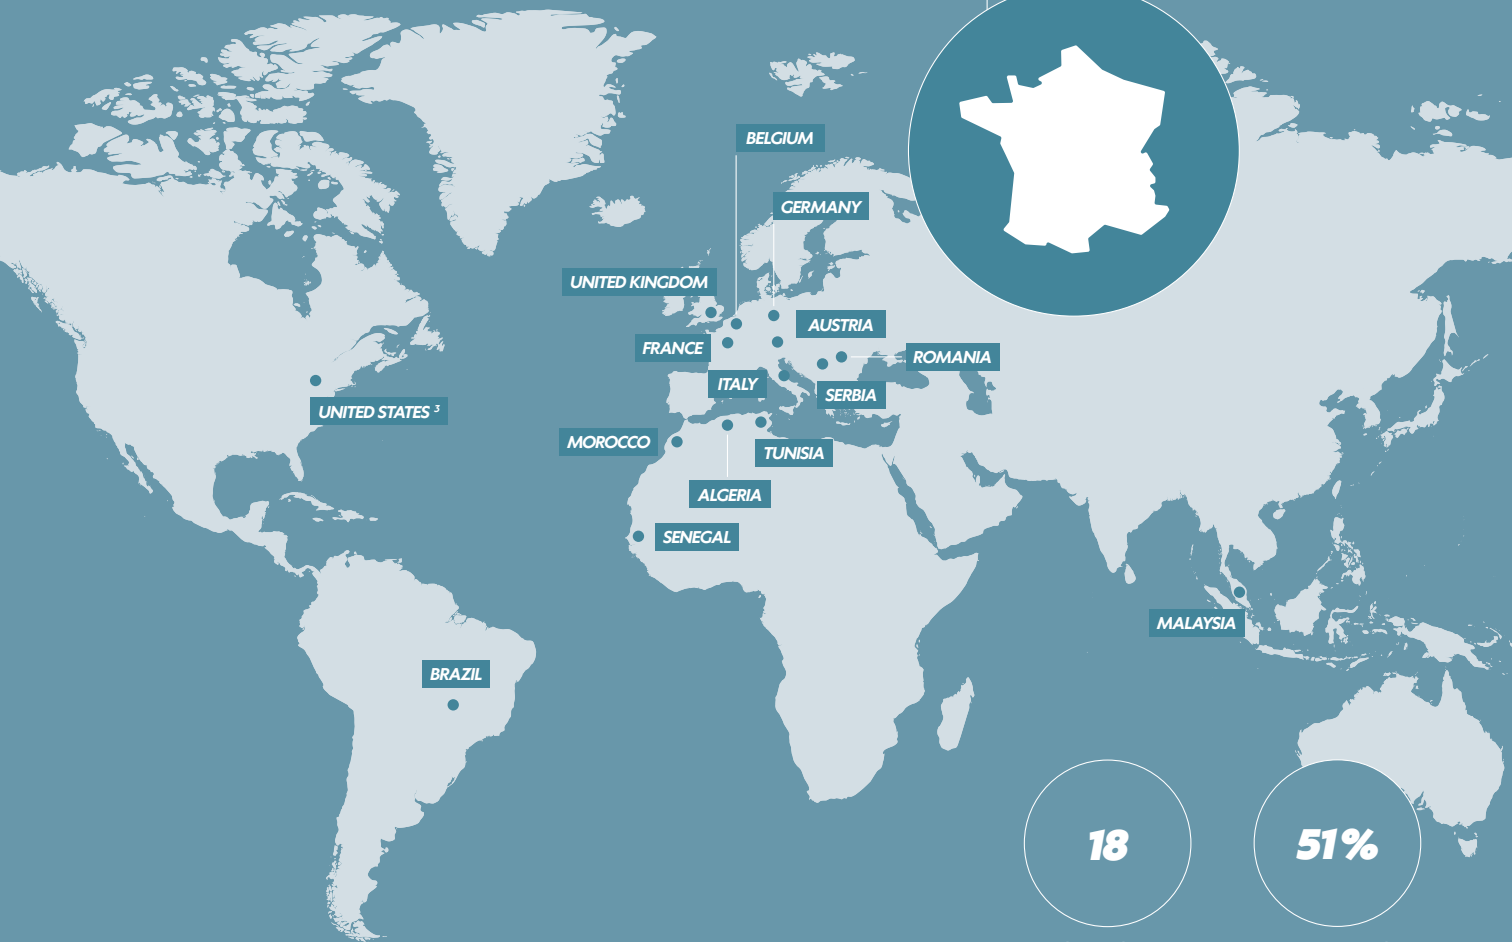 BELGIUM
GERMANY
UNITED KINGDOM
AUSTRIA
FRANCE
ROMANIA
ITALY
SERBIA
UNITED STATES 3
MOROCCO
TUNISIA
ALGERIA
SENEGAL
MALAYSIA
BRAZIL
18
51%